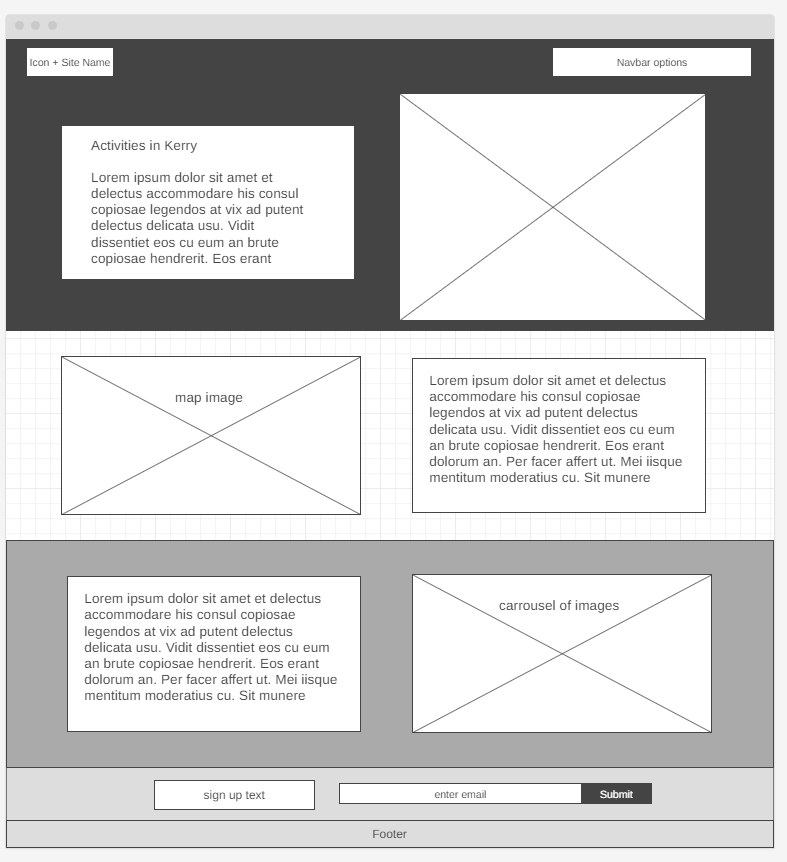 Icon + Site Name
Navbar options
Activities in Kerry
Lorem ipsum dolor sit amet et
delectus accommodare his consul
copiosae legendos at vix ad putent
delectus delicata usu. Vidit
dissentiet eos cu eum an brute
copiosae hendrerit. Eos erant
map image
Lorem ipsum dolor sit amet et delectus
accommodare his consul copiosae
legendos at vix ad putent delectus
delicata usu. Vidit dissentiet eos cu eum
an brute copiosae hendrerit. Eos erant
dolorum an. Per facer affert ut. Mei iisque
mentitum moderatius cu. Sit munere
Lorem ipsum dolor sit amet et delectus
accommodare his consul copiosae
legendos at vix ad putent delectus
delicata usu. Vidit dissentiet eos cu eum
an brute copiosae hendrerit. Eos erant
dolorum an. Per facer affert ut. Mei iisque
mentitum moderatius cu. Sit munere
carrousel of images
sign up text
enter email
Submit
Footer